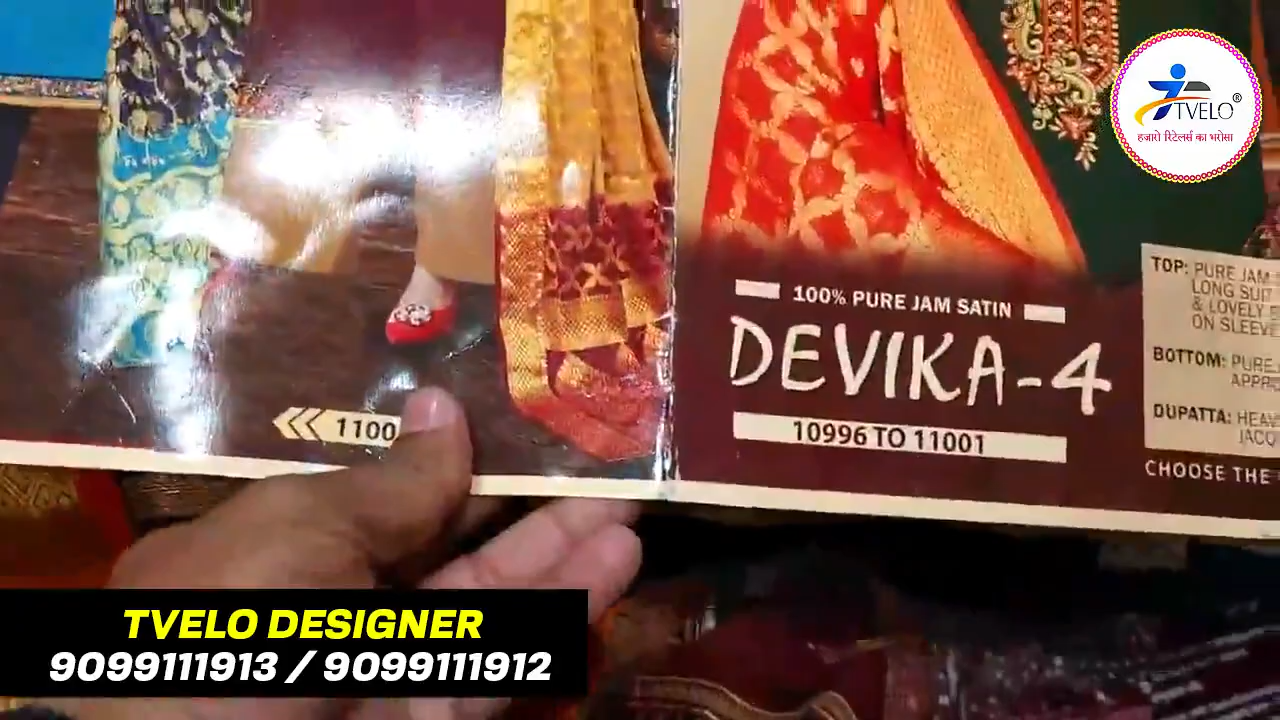 TVELO®
हजारो रिटेलर्स का भरोसा
100% PURE JAM SATIN
DEVIKA-4
10996 TO 11001
TOP: PURE JAM
LONG SUIT
& LOVELY
ON SLEEVE
BOTTOM: PURE
DUPATTA:
CHOOSE THE
1100
TVELO DESIGNER
9099111913 / 9099111912